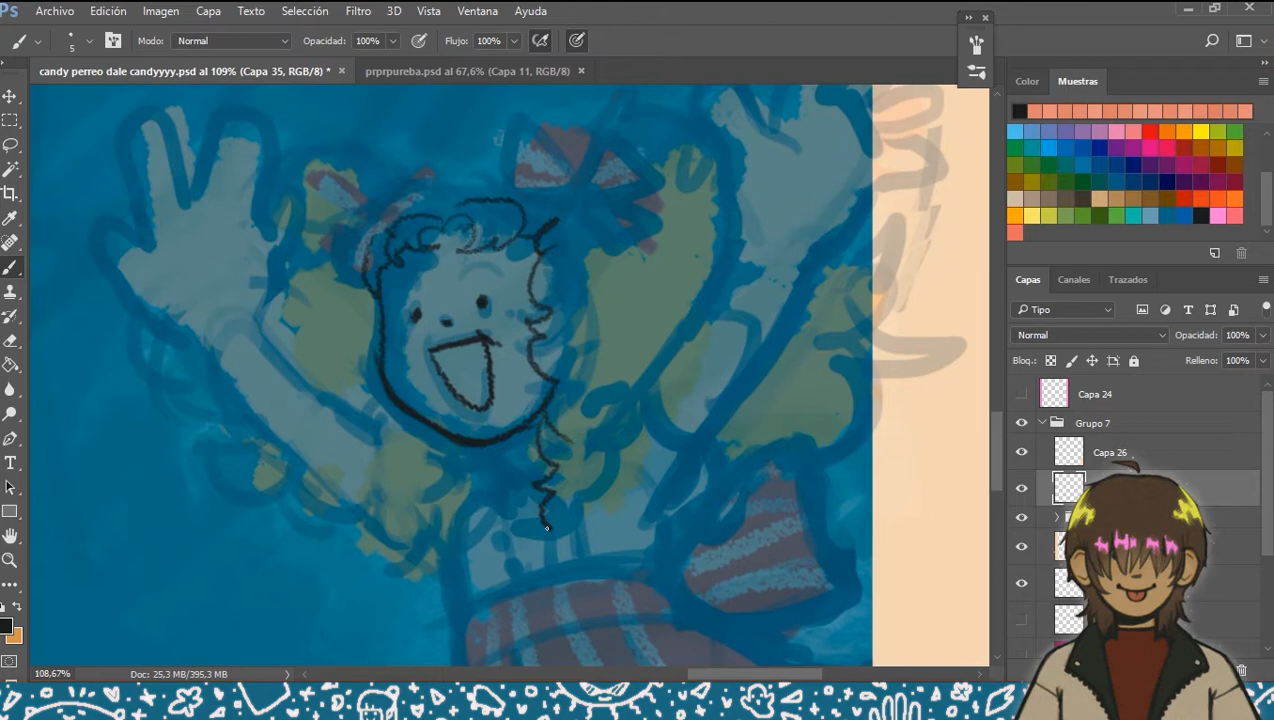 Ps Archivo Edición Imagen Capa Texto Selección Filtro 3D Vista Ventana Ayuda
5 Modo: Normal Opacidad: 100% Flujo: 100%
candy perreo dale candyyyy.psd al 109% (Capa 35, RGB/8) * prprpureba.psd al 67,6% (Capa 11, RGB/8)
Color Muestras
Capas Canales Trazados
Tipo
Normal Opacidad: 100%
Bloq.: Relleno: 100%
Capa 24
Grupo 7
Capa 26
108,67% Doc: 25,3 MB/395,3 MB